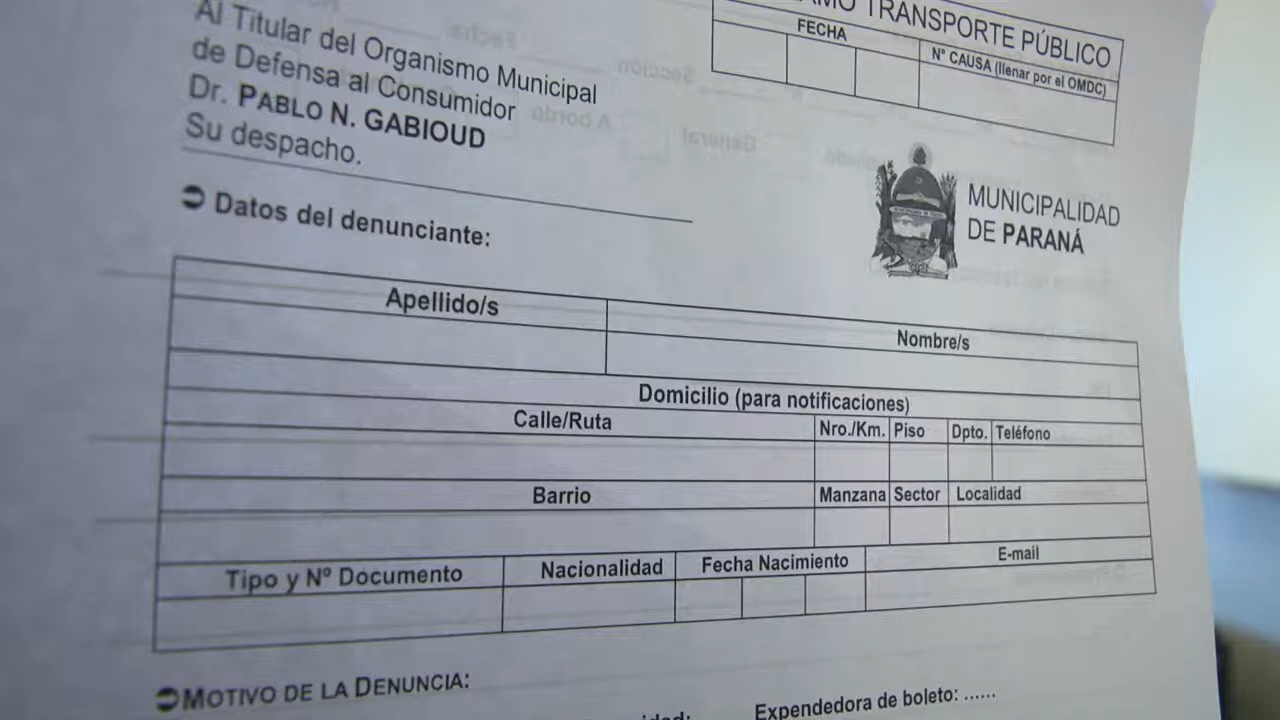 Al Titular del Organismo Municipal
de Defensa al Consumidor
Dr. PABLO N. GABIOUD
Su despacho.
TRANSPORTE PÚBLICO
FECHA
N° CAUSA (llenar por el OMDC)
MUNICIPALIDAD
DE PARANÁ
Datos del denunciante:
Apellido/s
Nombre/s
Domicilio (para notificaciones)
Calle/Ruta
Nro./Km.
Piso
Dpto.
Teléfono
Barrio
Manzana
Sector
Localidad
Tipo y Nº Documento
Nacionalidad
Fecha Nacimiento
E-mail
MOTIVO DE LA DENUNCIA:
Expendedora de boleto: ......